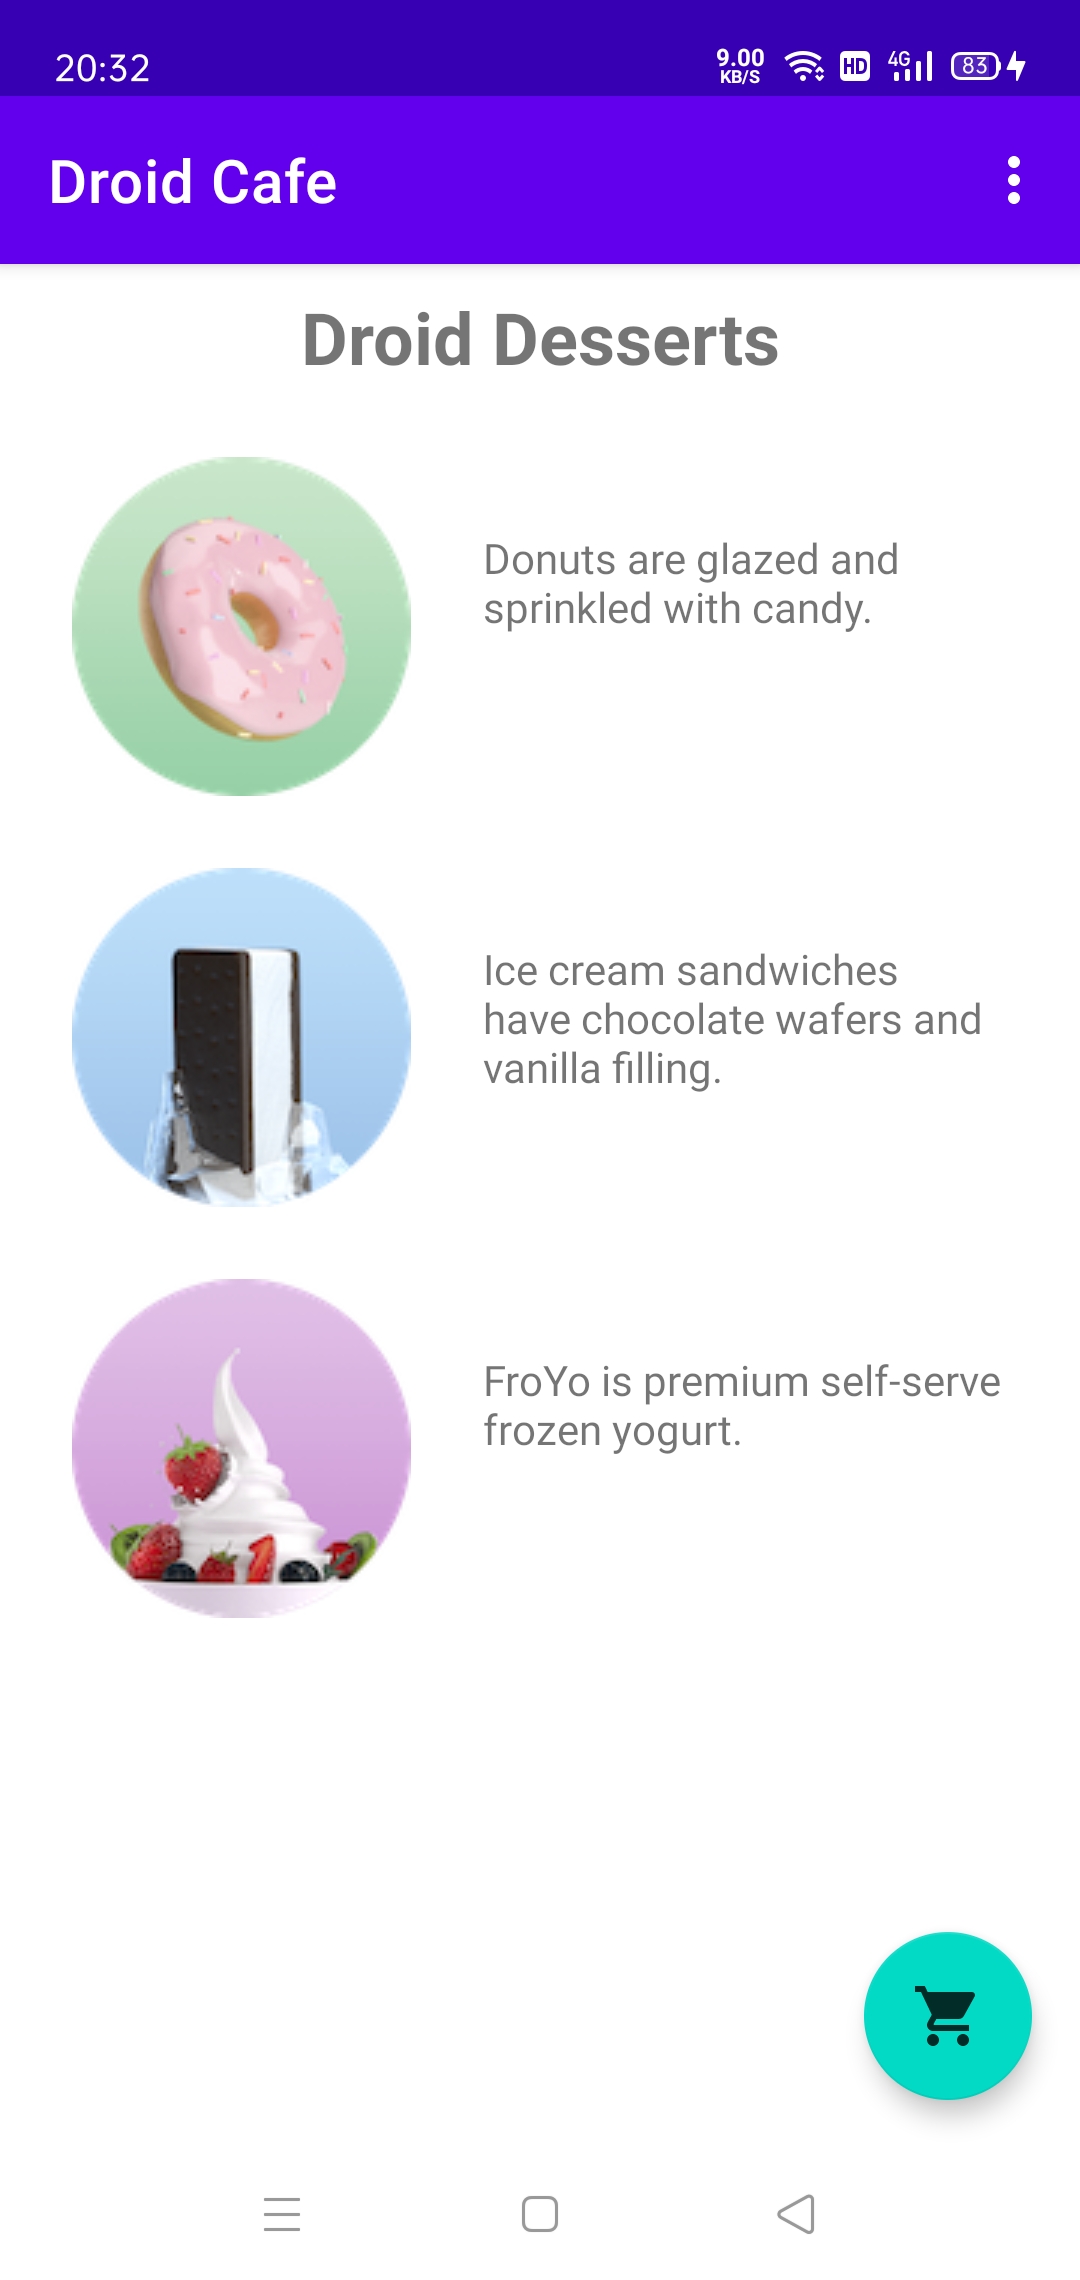 20:32
9.00
KB/S
HD
4G
83
Droid Cafe
Droid Desserts
Donuts are glazed and
sprinkled with candy.
Ice cream sandwiches
have chocolate wafers and
vanilla filling.
FroYo is premium self-serve
frozen yogurt.